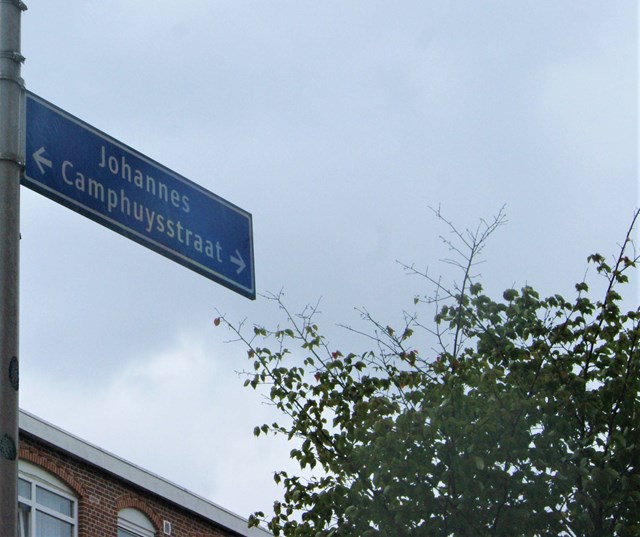 Johannes
← Camphuysstraat →